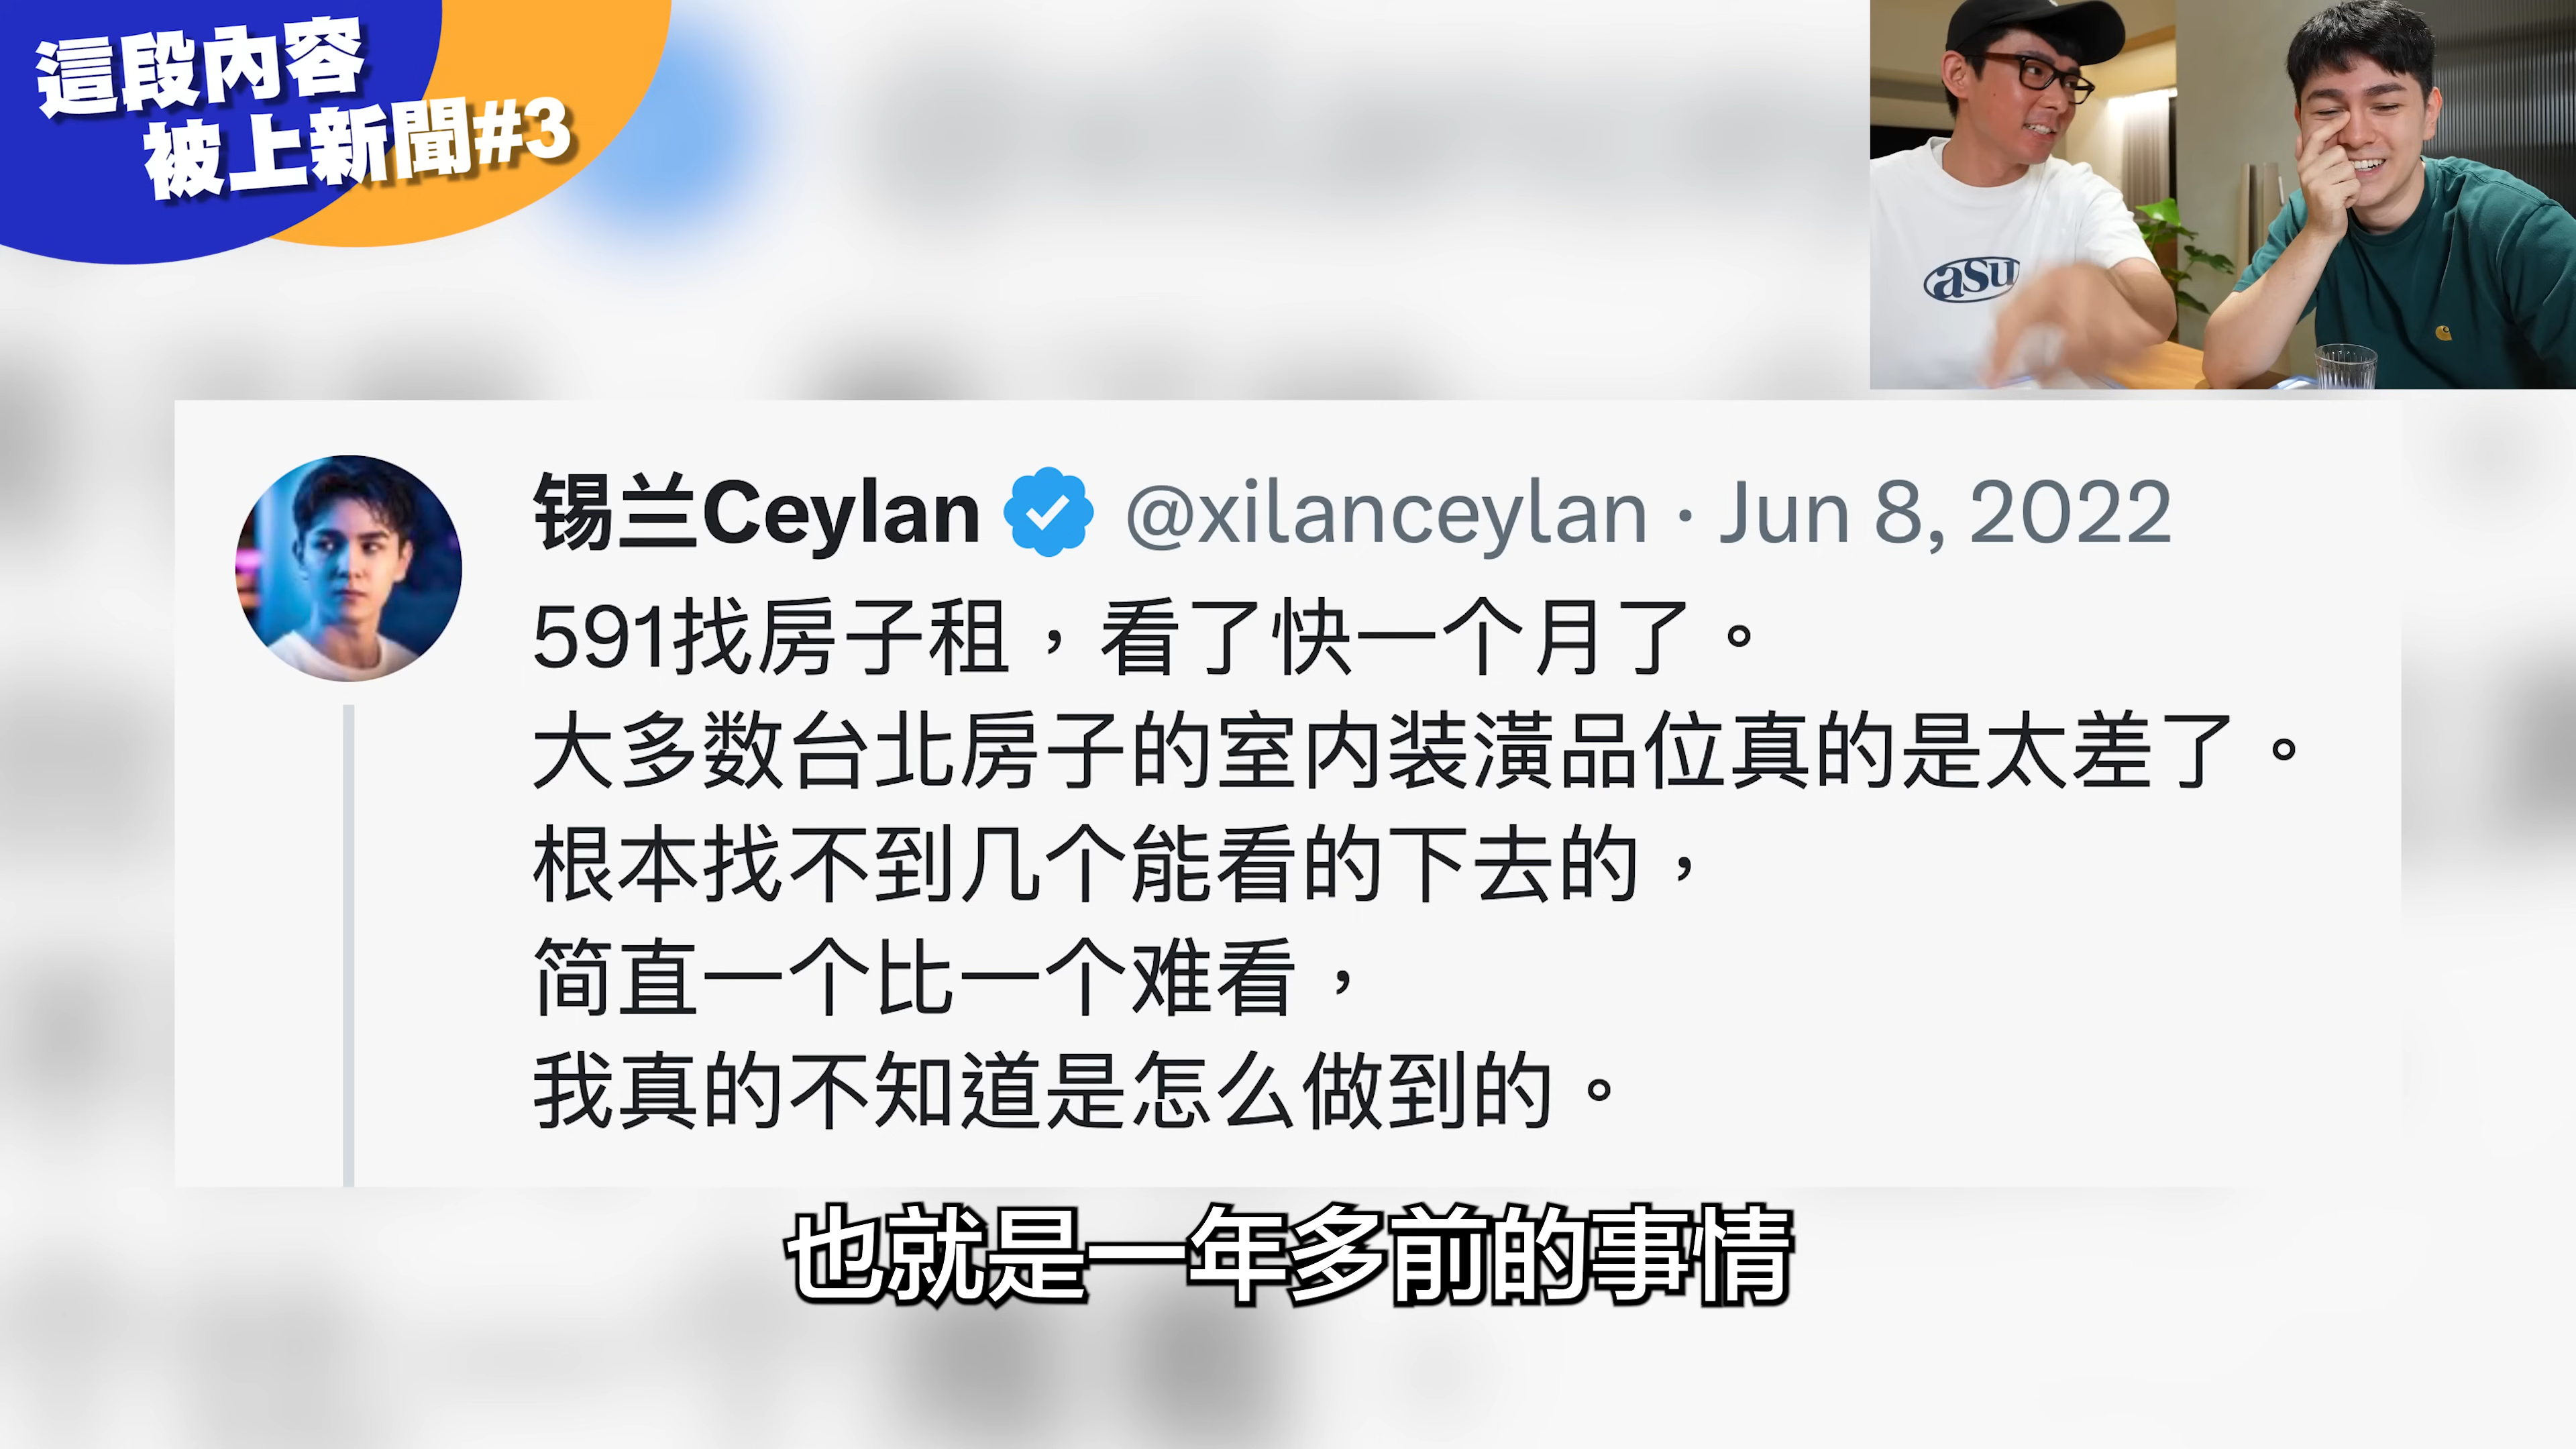 這段內容
被上新聞#3
asu
锡兰Ceylan @xilanceylan · Jun 8, 2022
591找房子租，看了快一个月了。
大多数台北房子的室内装潢品位真的是太差了。
根本找不到几个能看的下去的，
简直一个比一个难看，
我真的不知道是怎么做到的。
也就是一年多前的事情